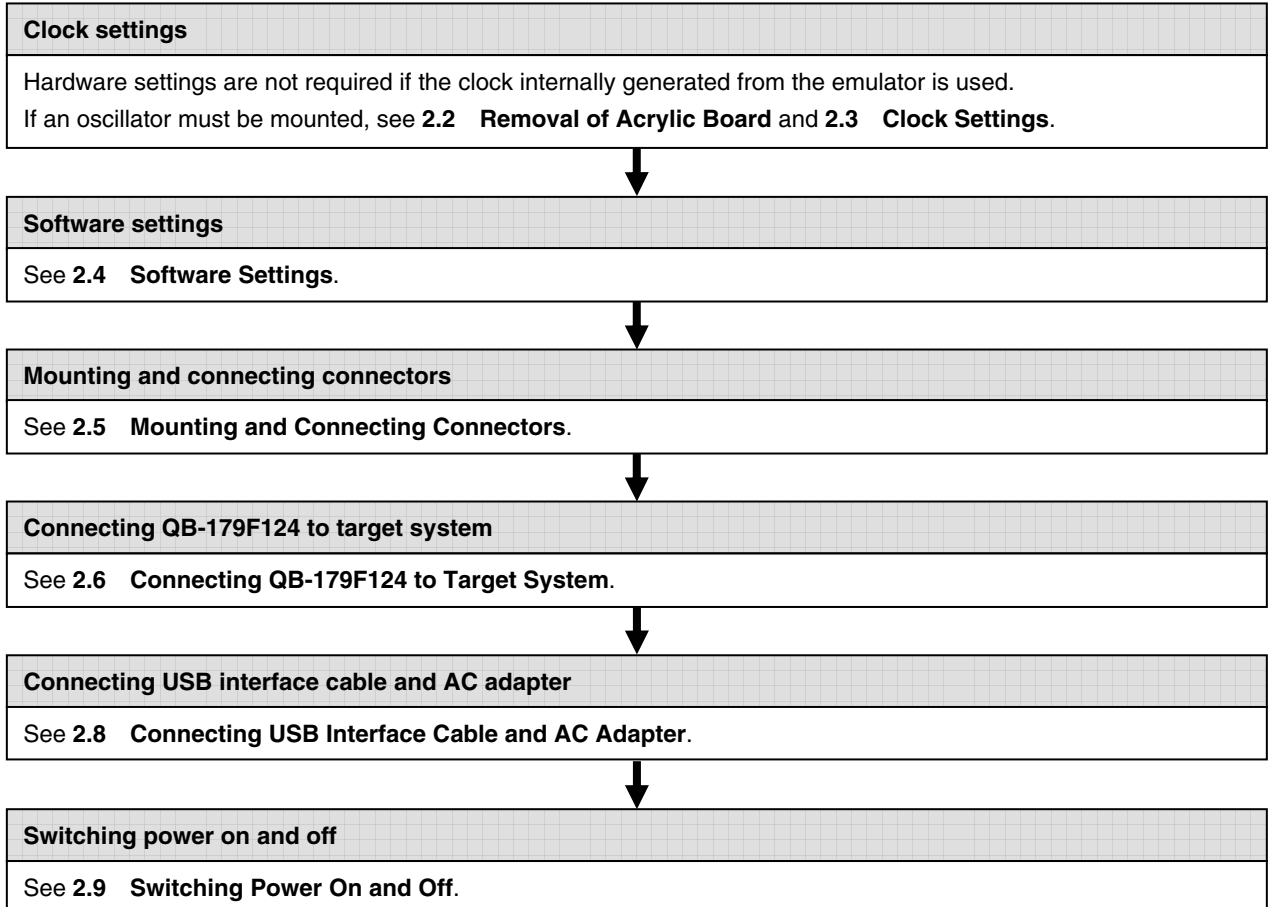 Clock settings
Hardware settings are not required if the clock internally generated from the emulator is used.
If an oscillator must be mounted, see 2.2 Removal of Acrylic Board and 2.3 Clock Settings.
Software settings
See 2.4 Software Settings.
Mounting and connecting connectors
See 2.5 Mounting and Connecting Connectors.
Connecting QB-179F124 to target system
See 2.6 Connecting QB-179F124 to Target System.
Connecting USB interface cable and AC adapter
See 2.8 Connecting USB Interface Cable and AC Adapter.
Switching power on and off
See 2.9 Switching Power On and Off.